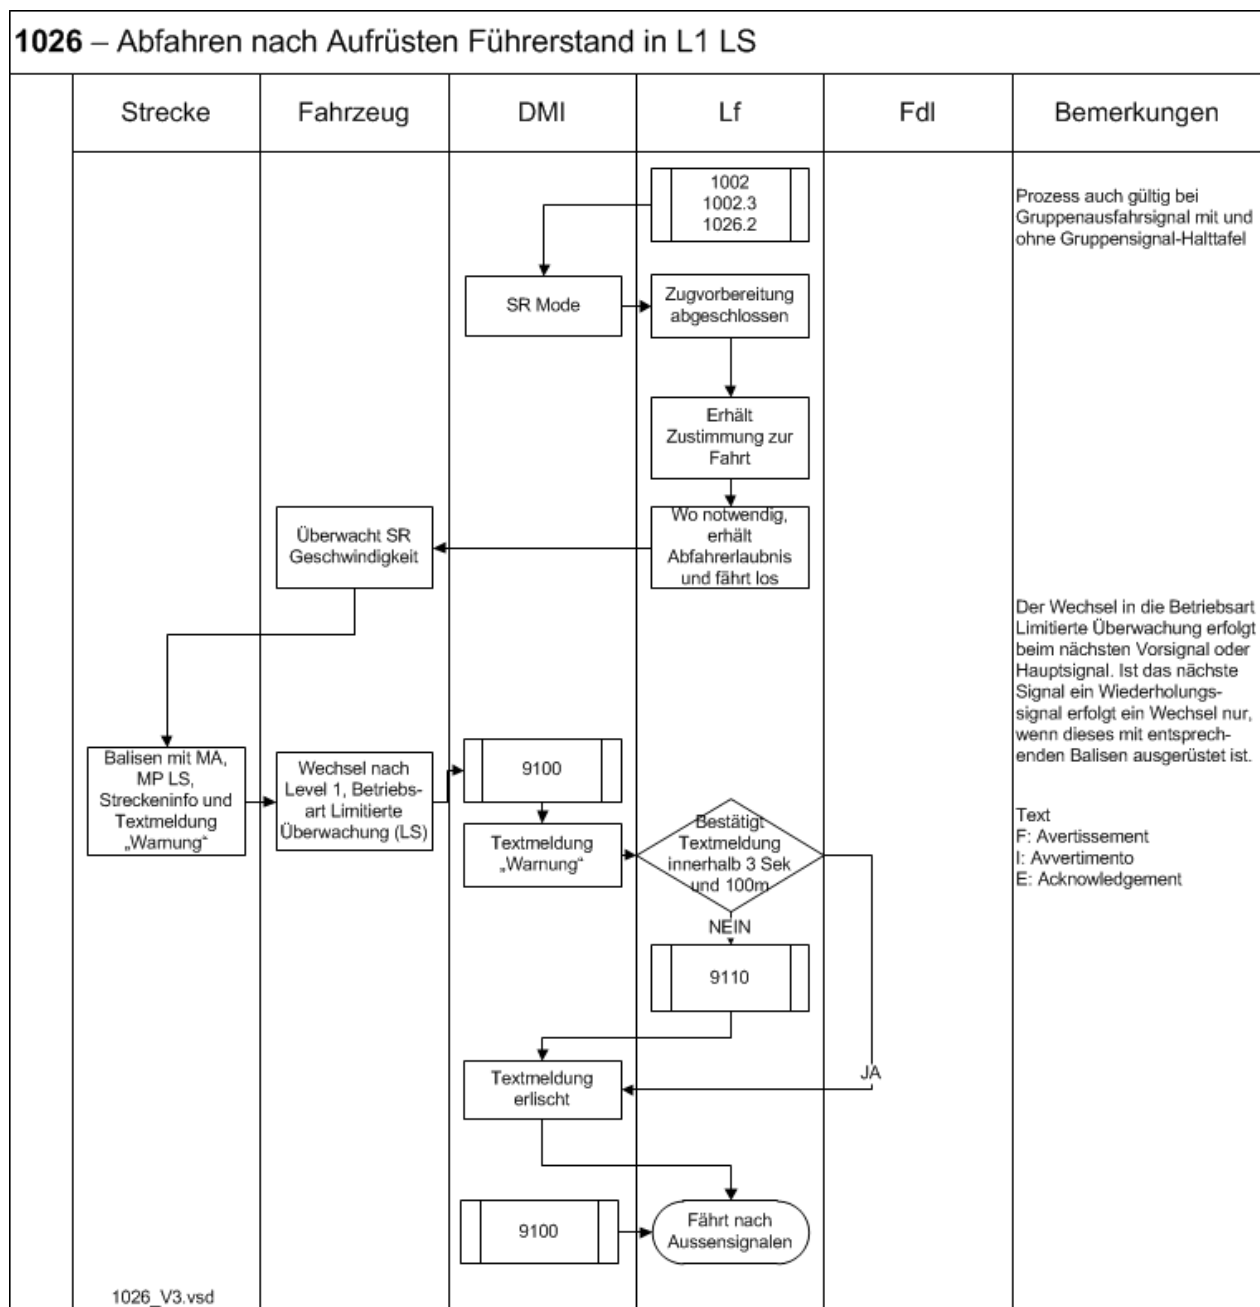 1026 – Abfahren nach Aufrüsten Führerstand in L1 LS
Strecke
Fahrzeug
DMI
Lf
Fdl
Bemerkungen
1002
1002.3
1026.2
Prozess auch gültig bei
Gruppenausfahrsignal mit und
ohne Gruppensignal-Halttafel
SR Mode
Zugvorbereitung
abgeschlossen
Erhält
Zustimmung zur
Fahrt
Wo notwendig,
erhält
Abfahrerlaubnis
und fährt los
Überwacht SR
Geschwindigkeit
Der Wechsel in die Betriebsart
Limitierte Überwachung erfolgt
beim nächsten Vorsignal oder
Hauptsignal. Ist das nächste
Signal ein Wiederholungs-
signal erfolgt ein Wechsel nur,
wenn dieses mit entsprech-
enden Balisen ausgerüstet ist.
Balisen mit MA,
MP LS,
Streckeninfo und
Textmeldung
„Warnung“
Wechsel nach
Level 1, Betriebs-
art Limitierte
Überwachung (LS)
9100
Textmeldung
„Warnung“
Bestätigt
Textmeldung
innerhalb 3 Sek
und 100m
Text
F: Avertissement
I: Avvertimento
E: Acknowledgement
NEIN
9110
JA
Textmeldung
erlischt
9100
Fährt nach
Aussensignalen
1026_V3.vsd